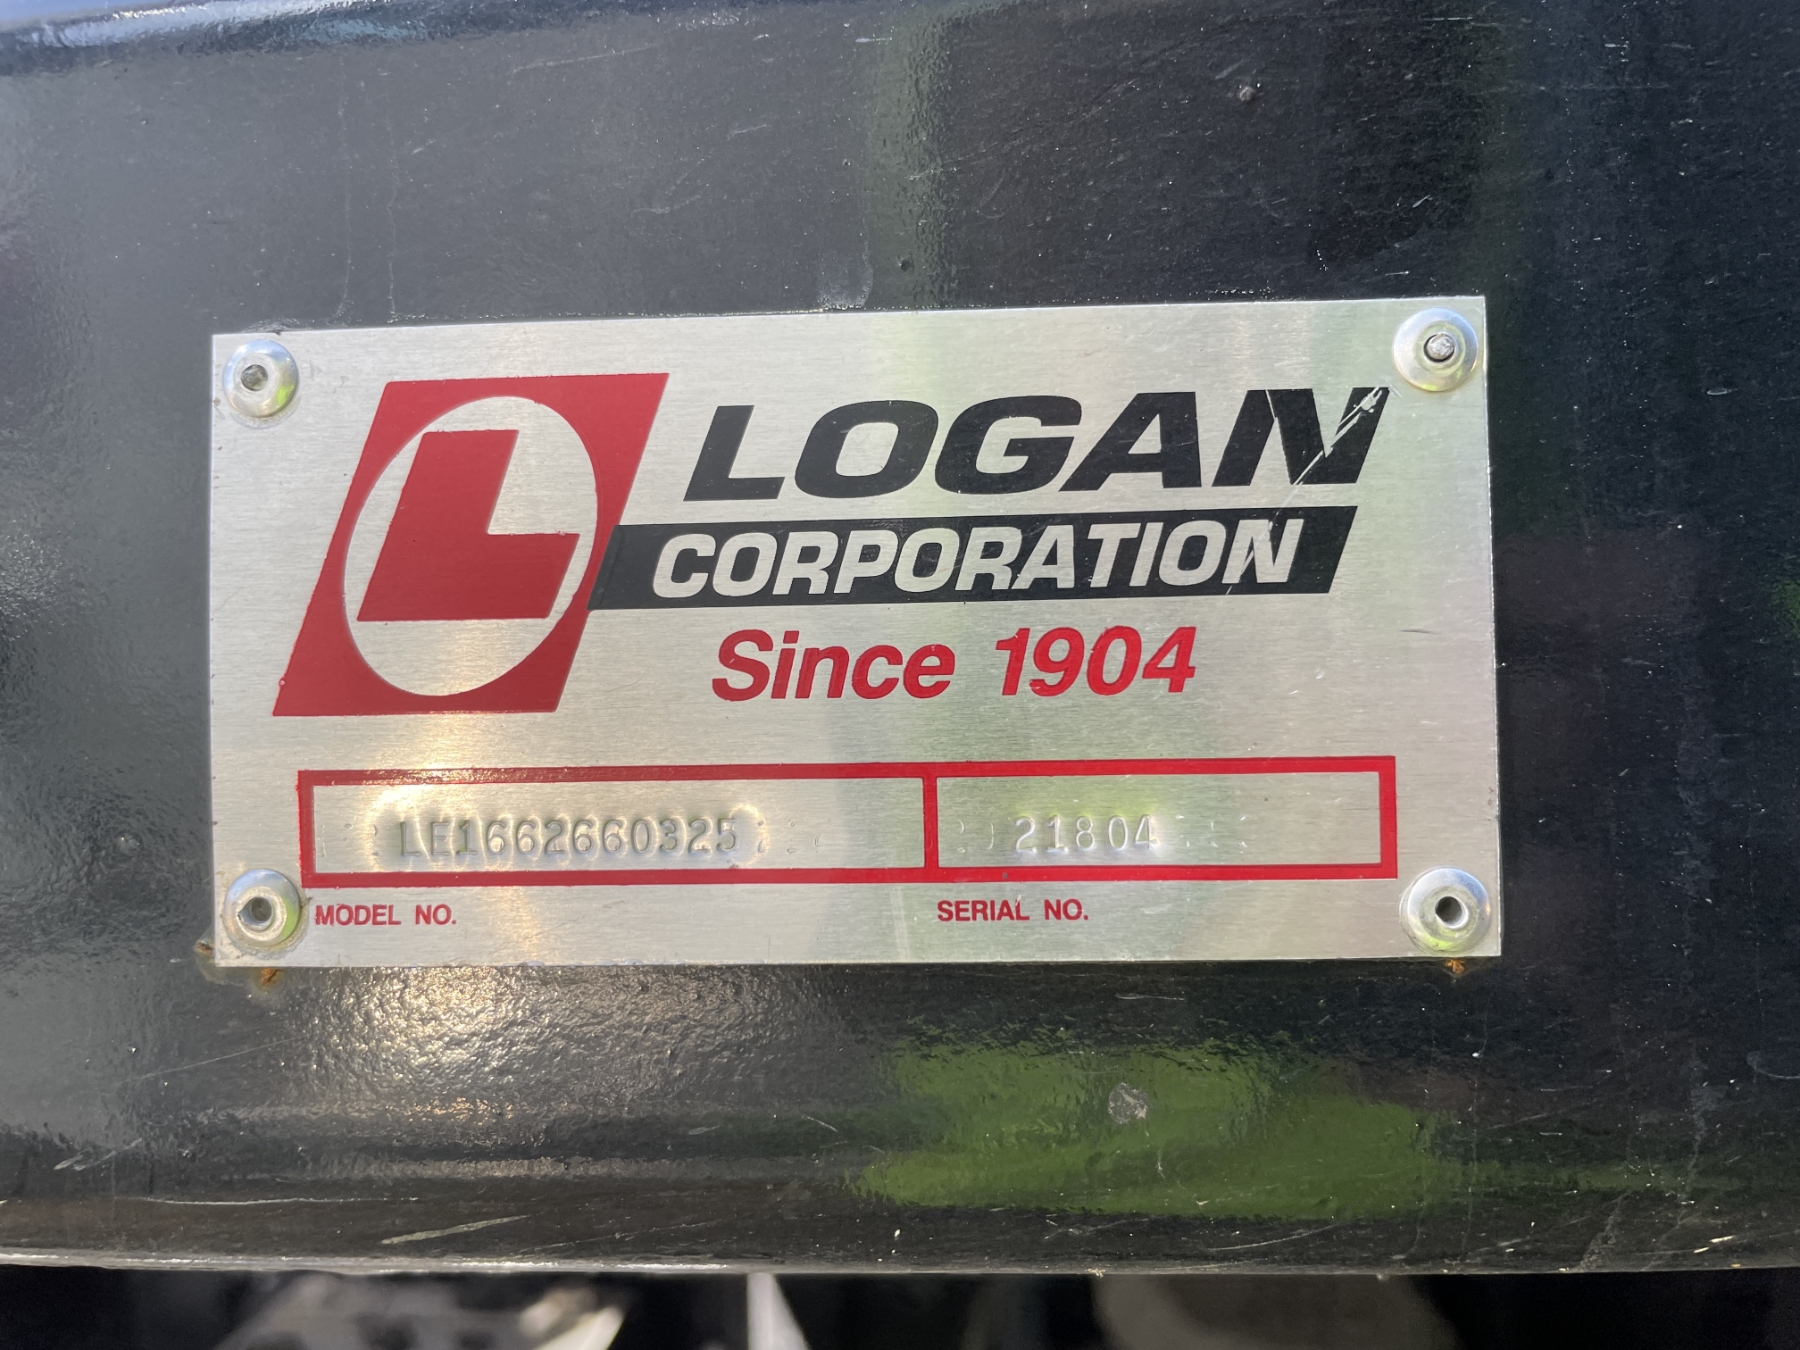 L LOGAN
CORPORATION
Since 1904
LE1662660325 21804
MODEL NO. SERIAL NO.